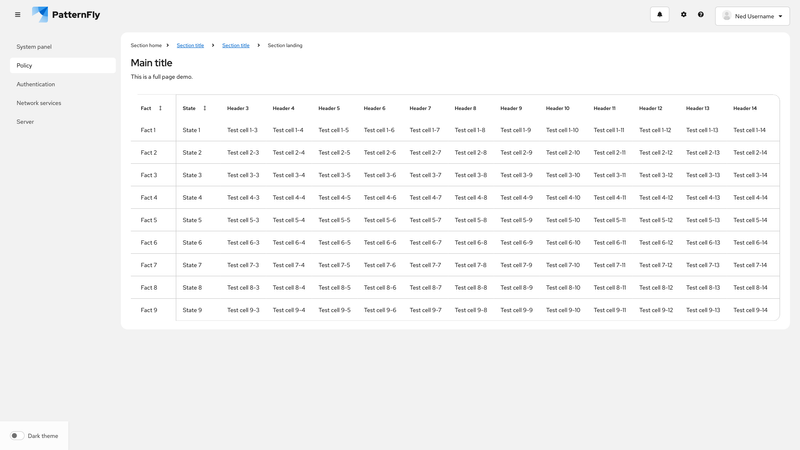 PatternFly
Ned Username
System panel
Policy
Authentication
Network services
Server
Section home
Section title
Section title
Section landing
Main title
This is a full page demo.
Fact State Header 3 Header 4 Header 5 Header 6 Header 7 Header 8 Header 9 Header 10 Header 11 Header 12 Header 13 Header 14
Fact 1 State 1 Test cell 1-3 Test cell 1-4 Test cell 1-5 Test cell 1-6 Test cell 1-7 Test cell 1-8 Test cell 1-9 Test cell 1-10 Test cell 1-11 Test cell 1-12 Test cell 1-13 Test cell 1-14
Fact 2 State 2 Test cell 2-3 Test cell 2-4 Test cell 2-5 Test cell 2-6 Test cell 2-7 Test cell 2-8 Test cell 2-9 Test cell 2-10 Test cell 2-11 Test cell 2-12 Test cell 2-13 Test cell 2-14
Fact 3 State 3 Test cell 3-3 Test cell 3-4 Test cell 3-5 Test cell 3-6 Test cell 3-7 Test cell 3-8 Test cell 3-9 Test cell 3-10 Test cell 3-11 Test cell 3-12 Test cell 3-13 Test cell 3-14
Fact 4 State 4 Test cell 4-3 Test cell 4-4 Test cell 4-5 Test cell 4-6 Test cell 4-7 Test cell 4-8 Test cell 4-9 Test cell 4-10 Test cell 4-11 Test cell 4-12 Test cell 4-13 Test cell 4-14
Fact 5 State 5 Test cell 5-3 Test cell 5-4 Test cell 5-5 Test cell 5-6 Test cell 5-7 Test cell 5-8 Test cell 5-9 Test cell 5-10 Test cell 5-11 Test cell 5-12 Test cell 5-13 Test cell 5-14
Fact 6 State 6 Test cell 6-3 Test cell 6-4 Test cell 6-5 Test cell 6-6 Test cell 6-7 Test cell 6-8 Test cell 6-9 Test cell 6-10 Test cell 6-11 Test cell 6-12 Test cell 6-13 Test cell 6-14
Fact 7 State 7 Test cell 7-3 Test cell 7-4 Test cell 7-5 Test cell 7-6 Test cell 7-7 Test cell 7-8 Test cell 7-9 Test cell 7-10 Test cell 7-11 Test cell 7-12 Test cell 7-13 Test cell 7-14
Fact 8 State 8 Test cell 8-3 Test cell 8-4 Test cell 8-5 Test cell 8-6 Test cell 8-7 Test cell 8-8 Test cell 8-9 Test cell 8-10 Test cell 8-11 Test cell 8-12 Test cell 8-13 Test cell 8-14
Fact 9 State 9 Test cell 9-3 Test cell 9-4 Test cell 9-5 Test cell 9-6 Test cell 9-7 Test cell 9-8 Test cell 9-9 Test cell 9-10 Test cell 9-11 Test cell 9-12 Test cell 9-13 Test cell 9-14
Dark theme